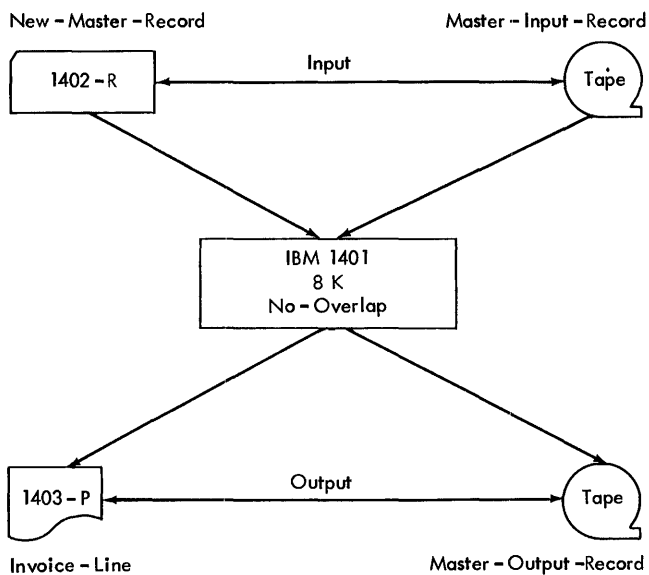 New-Master-Record
Master-Input-Record
1402-R
Input
Tape
IBM 1401
8 K
No-Overlap
1403-P
Output
Tape
Invoice-Line
Master-Output-Record